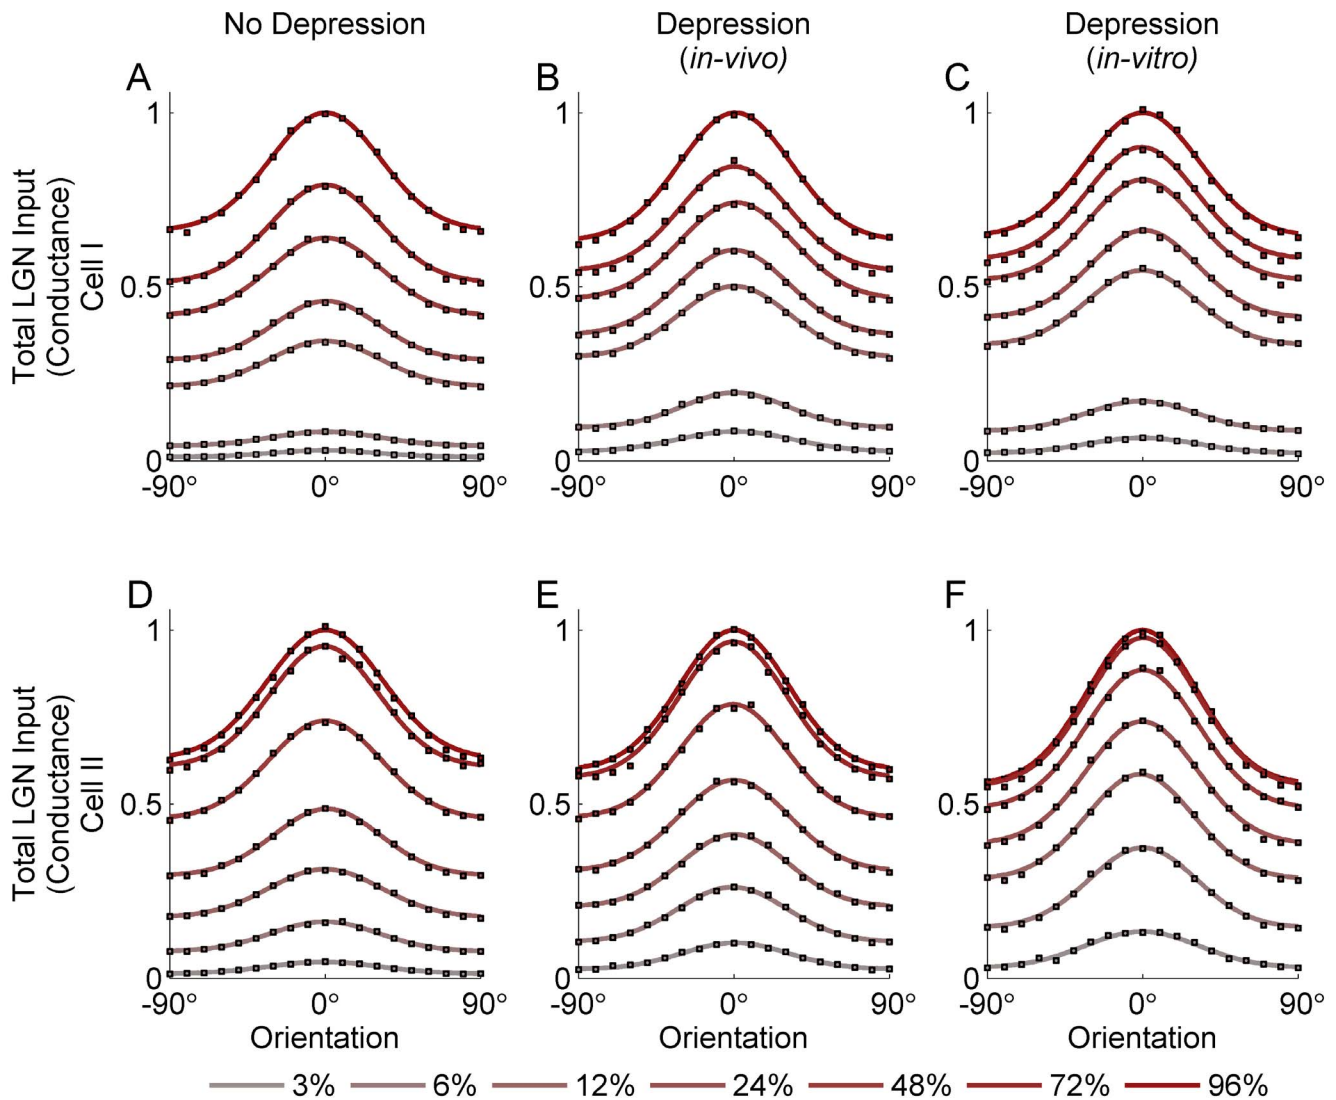 No Depression
Depression
(in-vivo)
Depression
(in-vitro)
A
B
C
Total LGN Input
(Conductance)
Cell I
1
0.5
0
-90°
0°
90°
1
0.5
0
-90°
0°
90°
1
0.5
0
-90°
0°
90°
D
E
F
Total LGN Input
(Conductance)
Cell II
1
0.5
0
-90°
0°
90°
Orientation
1
0.5
0
-90°
0°
90°
Orientation
1
0.5
0
-90°
0°
90°
Orientation
3% 6% 12% 24% 48% 72% 96%